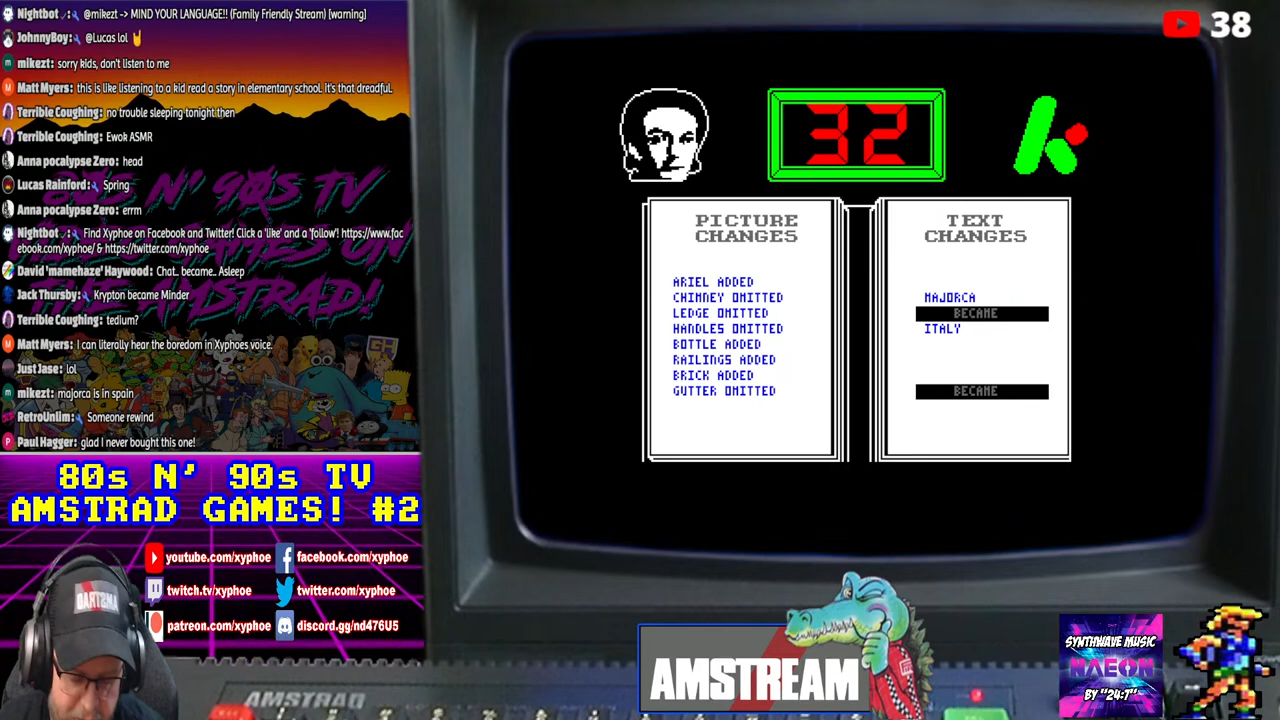 Nightbot: @mikezt -> MIND YOUR LANGUAGE!! (Family Friendly Stream) [warning]
JohnnyBoy: @Lucas lol
mikezt: sorry kids, don't listen to me
Matt Myers: this is like listening to a kid read a story in elementary school. it's that dreadful.
Terrible Coughing: no trouble sleeping tonight then
Terrible Coughing: Ewok ASMR
Anna pocalypse Zero: head
Lucas Rainford: Spring
Anna pocalypse Zero: errm
Nightbot: Find Xyphoe on Facebook and Twitter! Click a 'like' and a 'follow'! https://www.fac
ebook.com/xyphoe/ & https://twitter.com/xyphoe
David 'mamehaze' Haywood: Chat.. became.. Asleep
Jack Thursby: Krypton became Minder
Terrible Coughing: tedium?
Matt Myers: I can literally hear the boredom in Xyphoes voice.
Just Jase: lol
mikezt: majorca is in spain
RetroUnlim: Someone rewind
Paul Hagger: glad I never bought this one!
80s N' 90s TV
AMSTRAD GAMES! #2
youtube.com/xyphoe
facebook.com/xyphoe
twitch.tv/xyphoe
twitter.com/xyphoe
patreon.com/xyphoe
discord.gg/nd476U5
38
32
k
PICTURE
CHANGES
ARIEL ADDED
CHIMNEY OMITTED
LEDGE OMITTED
HANDLES OMITTED
BOTTLE ADDED
RAILINGS ADDED
BRICK ADDED
GUTTER OMITTED
TEXT
CHANGES
MAJORCA
BECAME
ITALY
BECAME
AMSTRAD
AMSTRAD
AMSTREAM
SYNTHWAVE MUSIC
NAEON
BY "24:7"